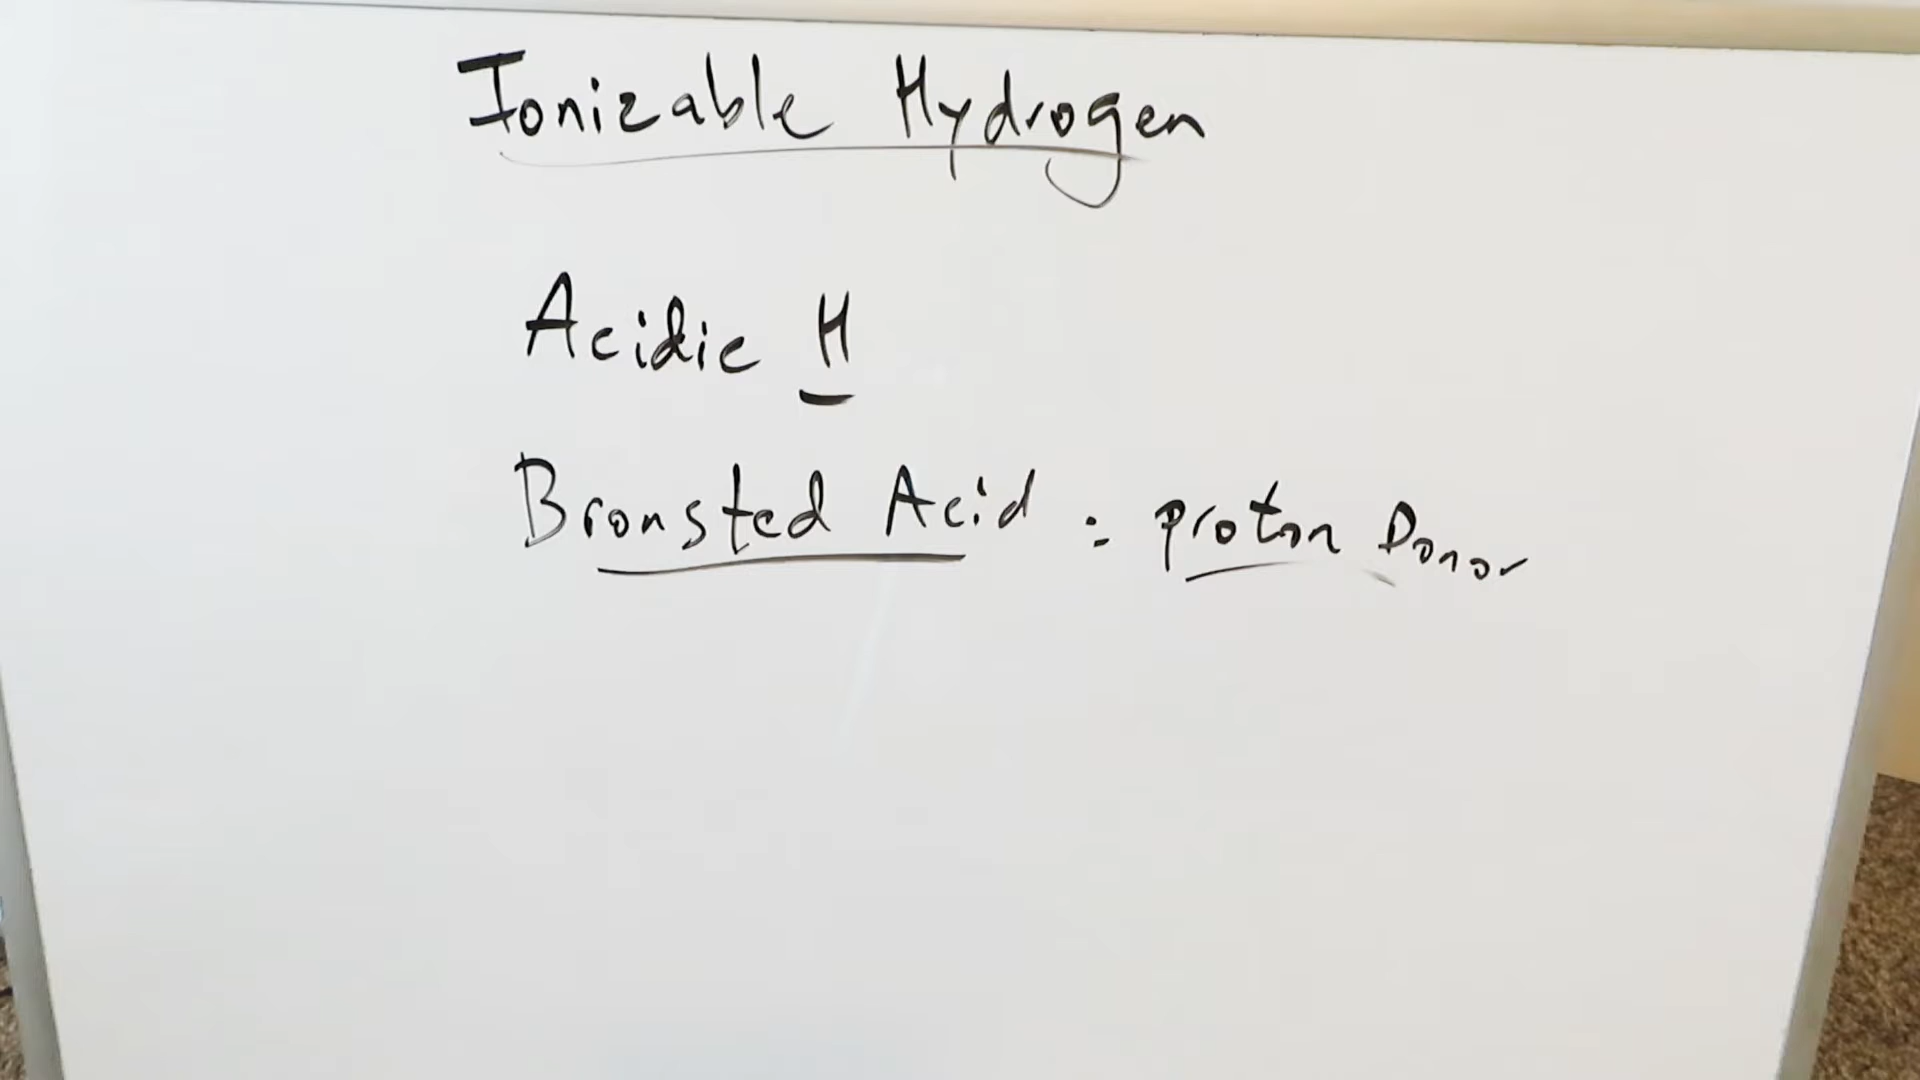 Ionizable Hydrogen
Acidic H
Bronsted Acid : proton Donor